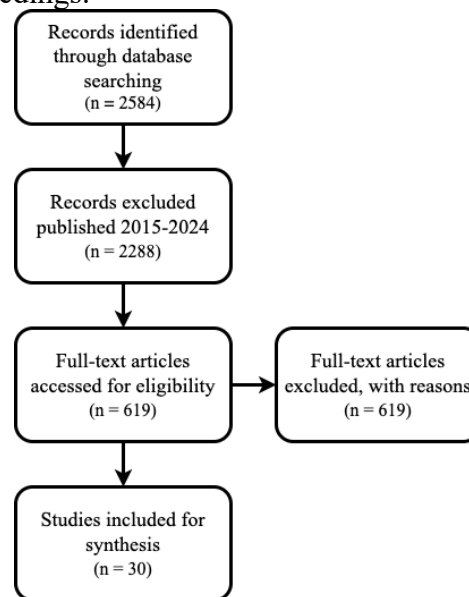 edings.
Records identified
through database
searching
(n = 2584)
Records excluded
published 2015-2024
(n = 2288)
Full-text articles
accessed for eligibility
(n = 619)
Full-text articles
excluded, with reasons
(n = 619)
Studies included for
synthesis
(n = 30)